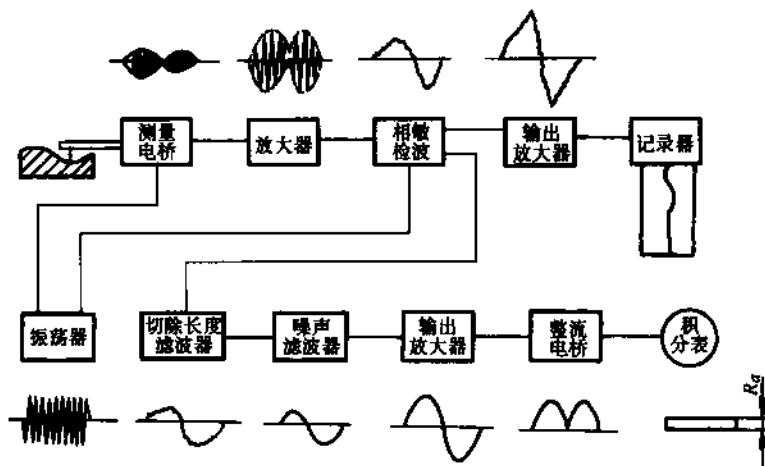 测量
电桥
放大器
相敏
检波
输出
放大器
记录器
振荡器
切除长度
滤波器
噪声
滤波器
输出
放大器
整流
电桥
积
分表
Ra